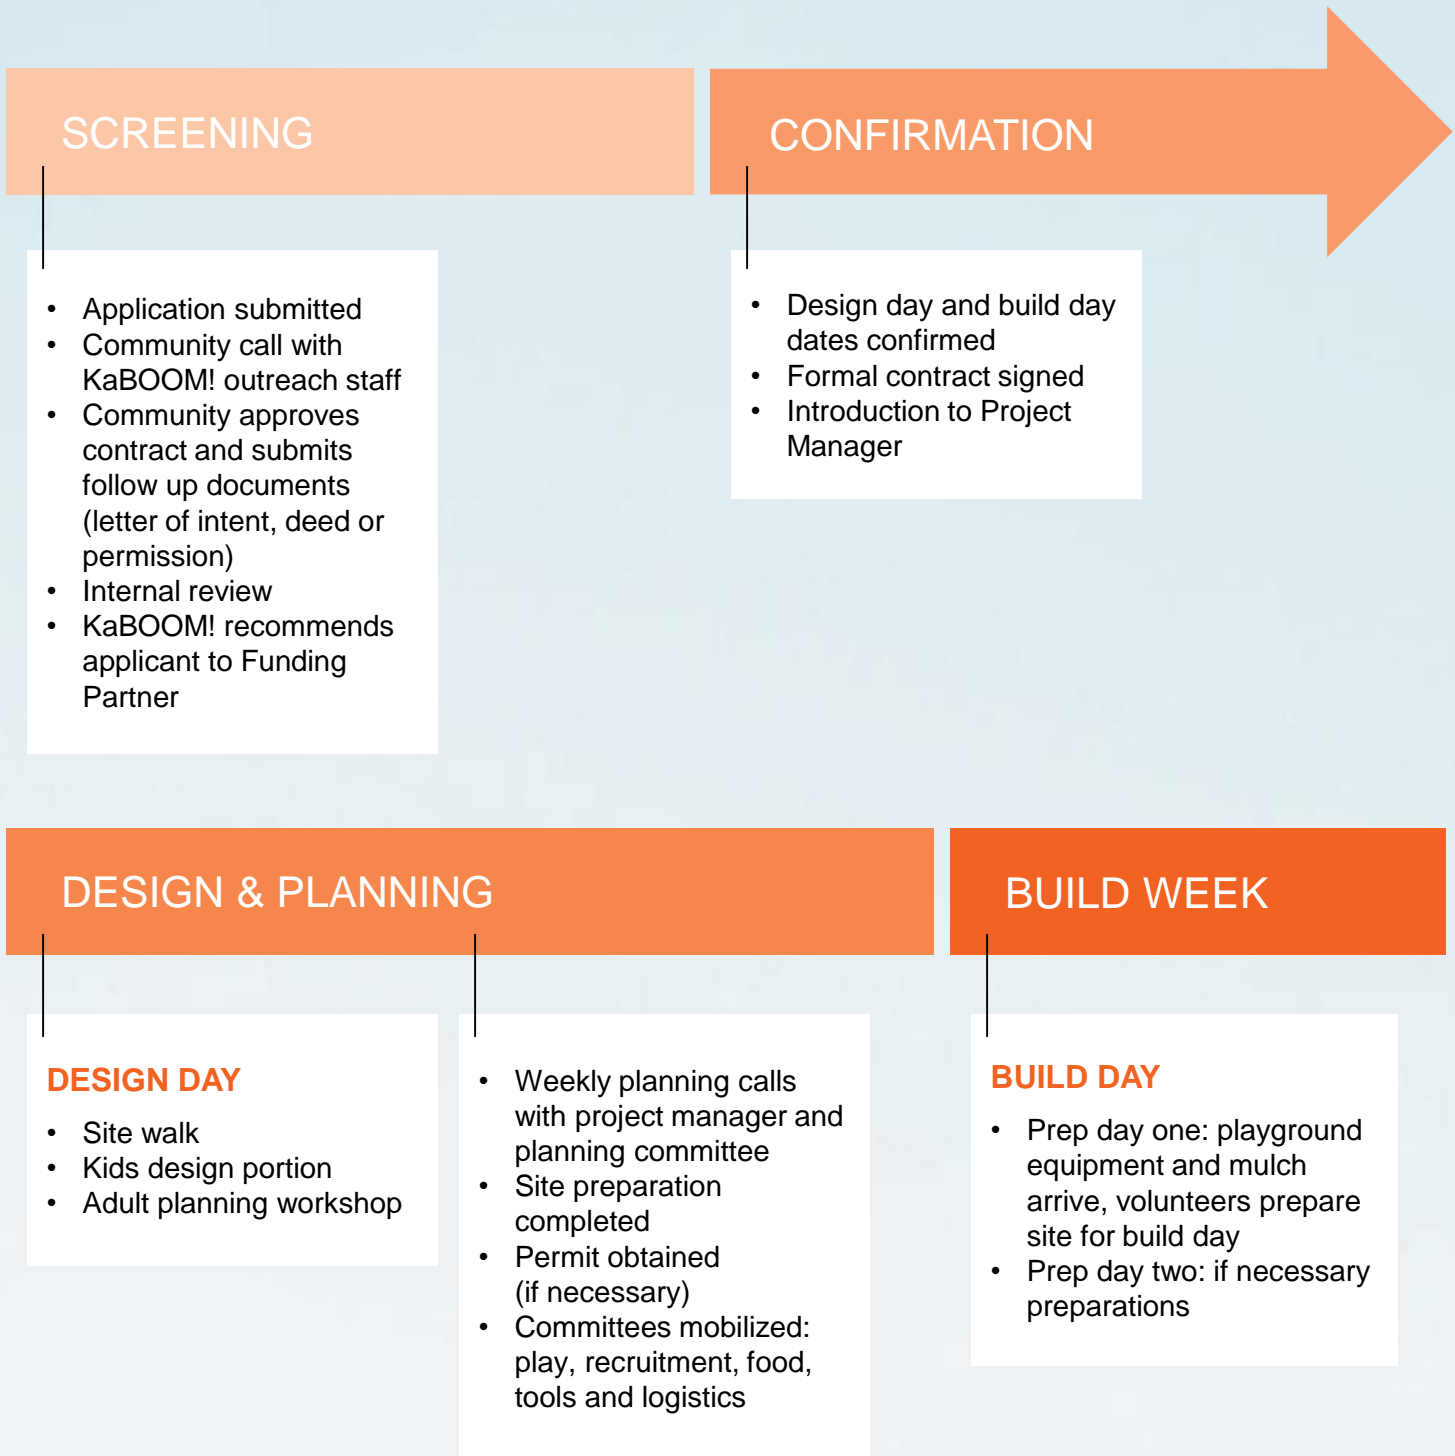 SCREENING
• Application submitted
• Community call with
KaBOOM! outreach staff
• Community approves
contract and submits
follow up documents
(letter of intent, deed or
permission)
• Internal review
• KaBOOM! recommends
applicant to Funding
Partner
CONFIRMATION
• Design day and build day
dates confirmed
• Formal contract signed
• Introduction to Project
Manager
DESIGN & PLANNING
DESIGN DAY
• Site walk
• Kids design portion
• Adult planning workshop
• Weekly planning calls
with project manager and
planning committee
• Site preparation
completed
• Permit obtained
(if necessary)
• Committees mobilized:
play, recruitment, food,
tools and logistics
BUILD WEEK
BUILD DAY
• Prep day one: playground
equipment and mulch
arrive, volunteers prepare
site for build day
• Prep day two: if necessary
preparations